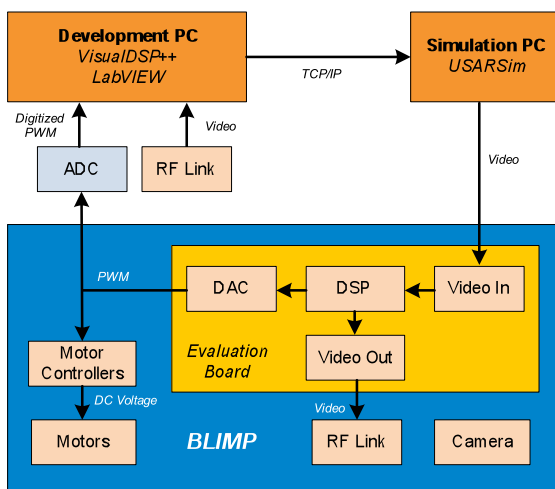 Development PC
VisualDSP++
LabVIEW
Simulation PC
USARSim
TCP/IP
Digitized
PWM
Video
Video
ADC
RF Link
PWM
DAC
DSP
Video In
Evaluation
Board
Video Out
Motor
Controllers
DC Voltage
Video
Motors
BLIMP
RF Link
Camera